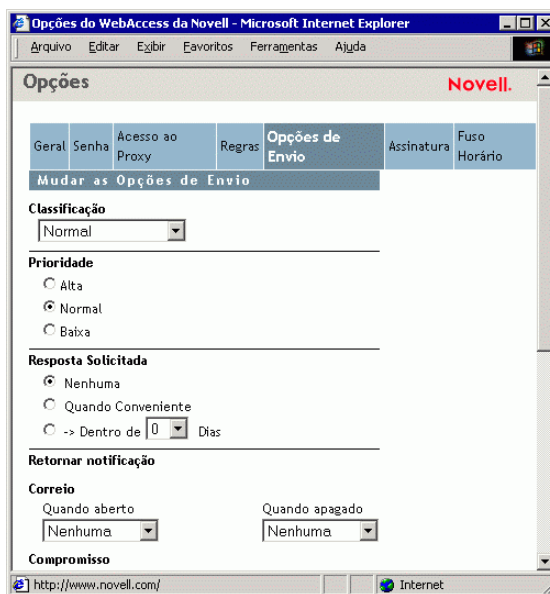 Opções do WebAccess da Novell - Microsoft Internet Explorer
Arquivo Editar Exibir Favoritos Ferramentas Ajuda
Opções
Novell.
Geral Senha Acesso ao Proxy Regras Opções de Envio Assinatura Fuso Horário
Mudar as Opções de Envio
Classificação
Normal
Prioridade
Alta
Normal
Baixa
Resposta Solicitada
Nenhuma
Quando Conveniente
-> Dentro de 0 Dias
Retornar notificação
Correio
Quando aberto Quando apagado
Nenhuma Nenhuma
Compromisso
http://www.novell.com/ Internet